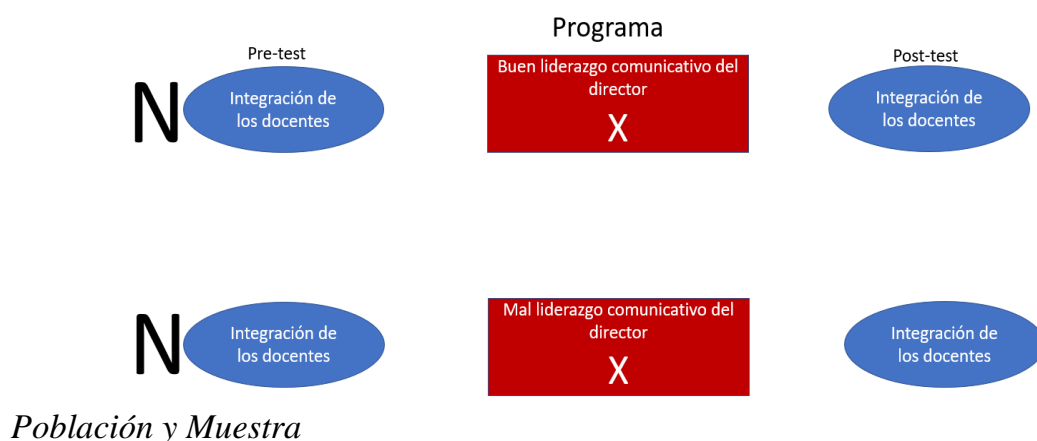 Programa
Pre-test
Post-test
N
Integración de
los docentes
Buen liderazgo comunicativo del
director
X
Integración de
los docentes
N
Integración de
los docentes
Mal liderazgo comunicativo del
director
X
Integración de
los docentes
Población y Muestra